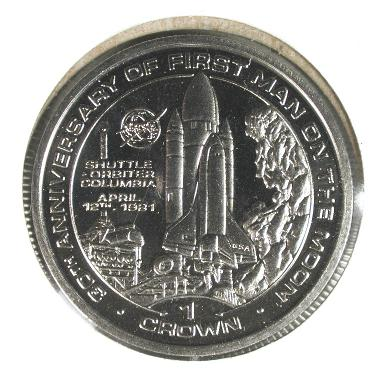 30TH ANNIVERSARY OF FIRST MAN ON THE MOON
SHUTTLE
ORBITER
COLUMBIA
APRIL
12TH. 1981
USA
1
CROWN